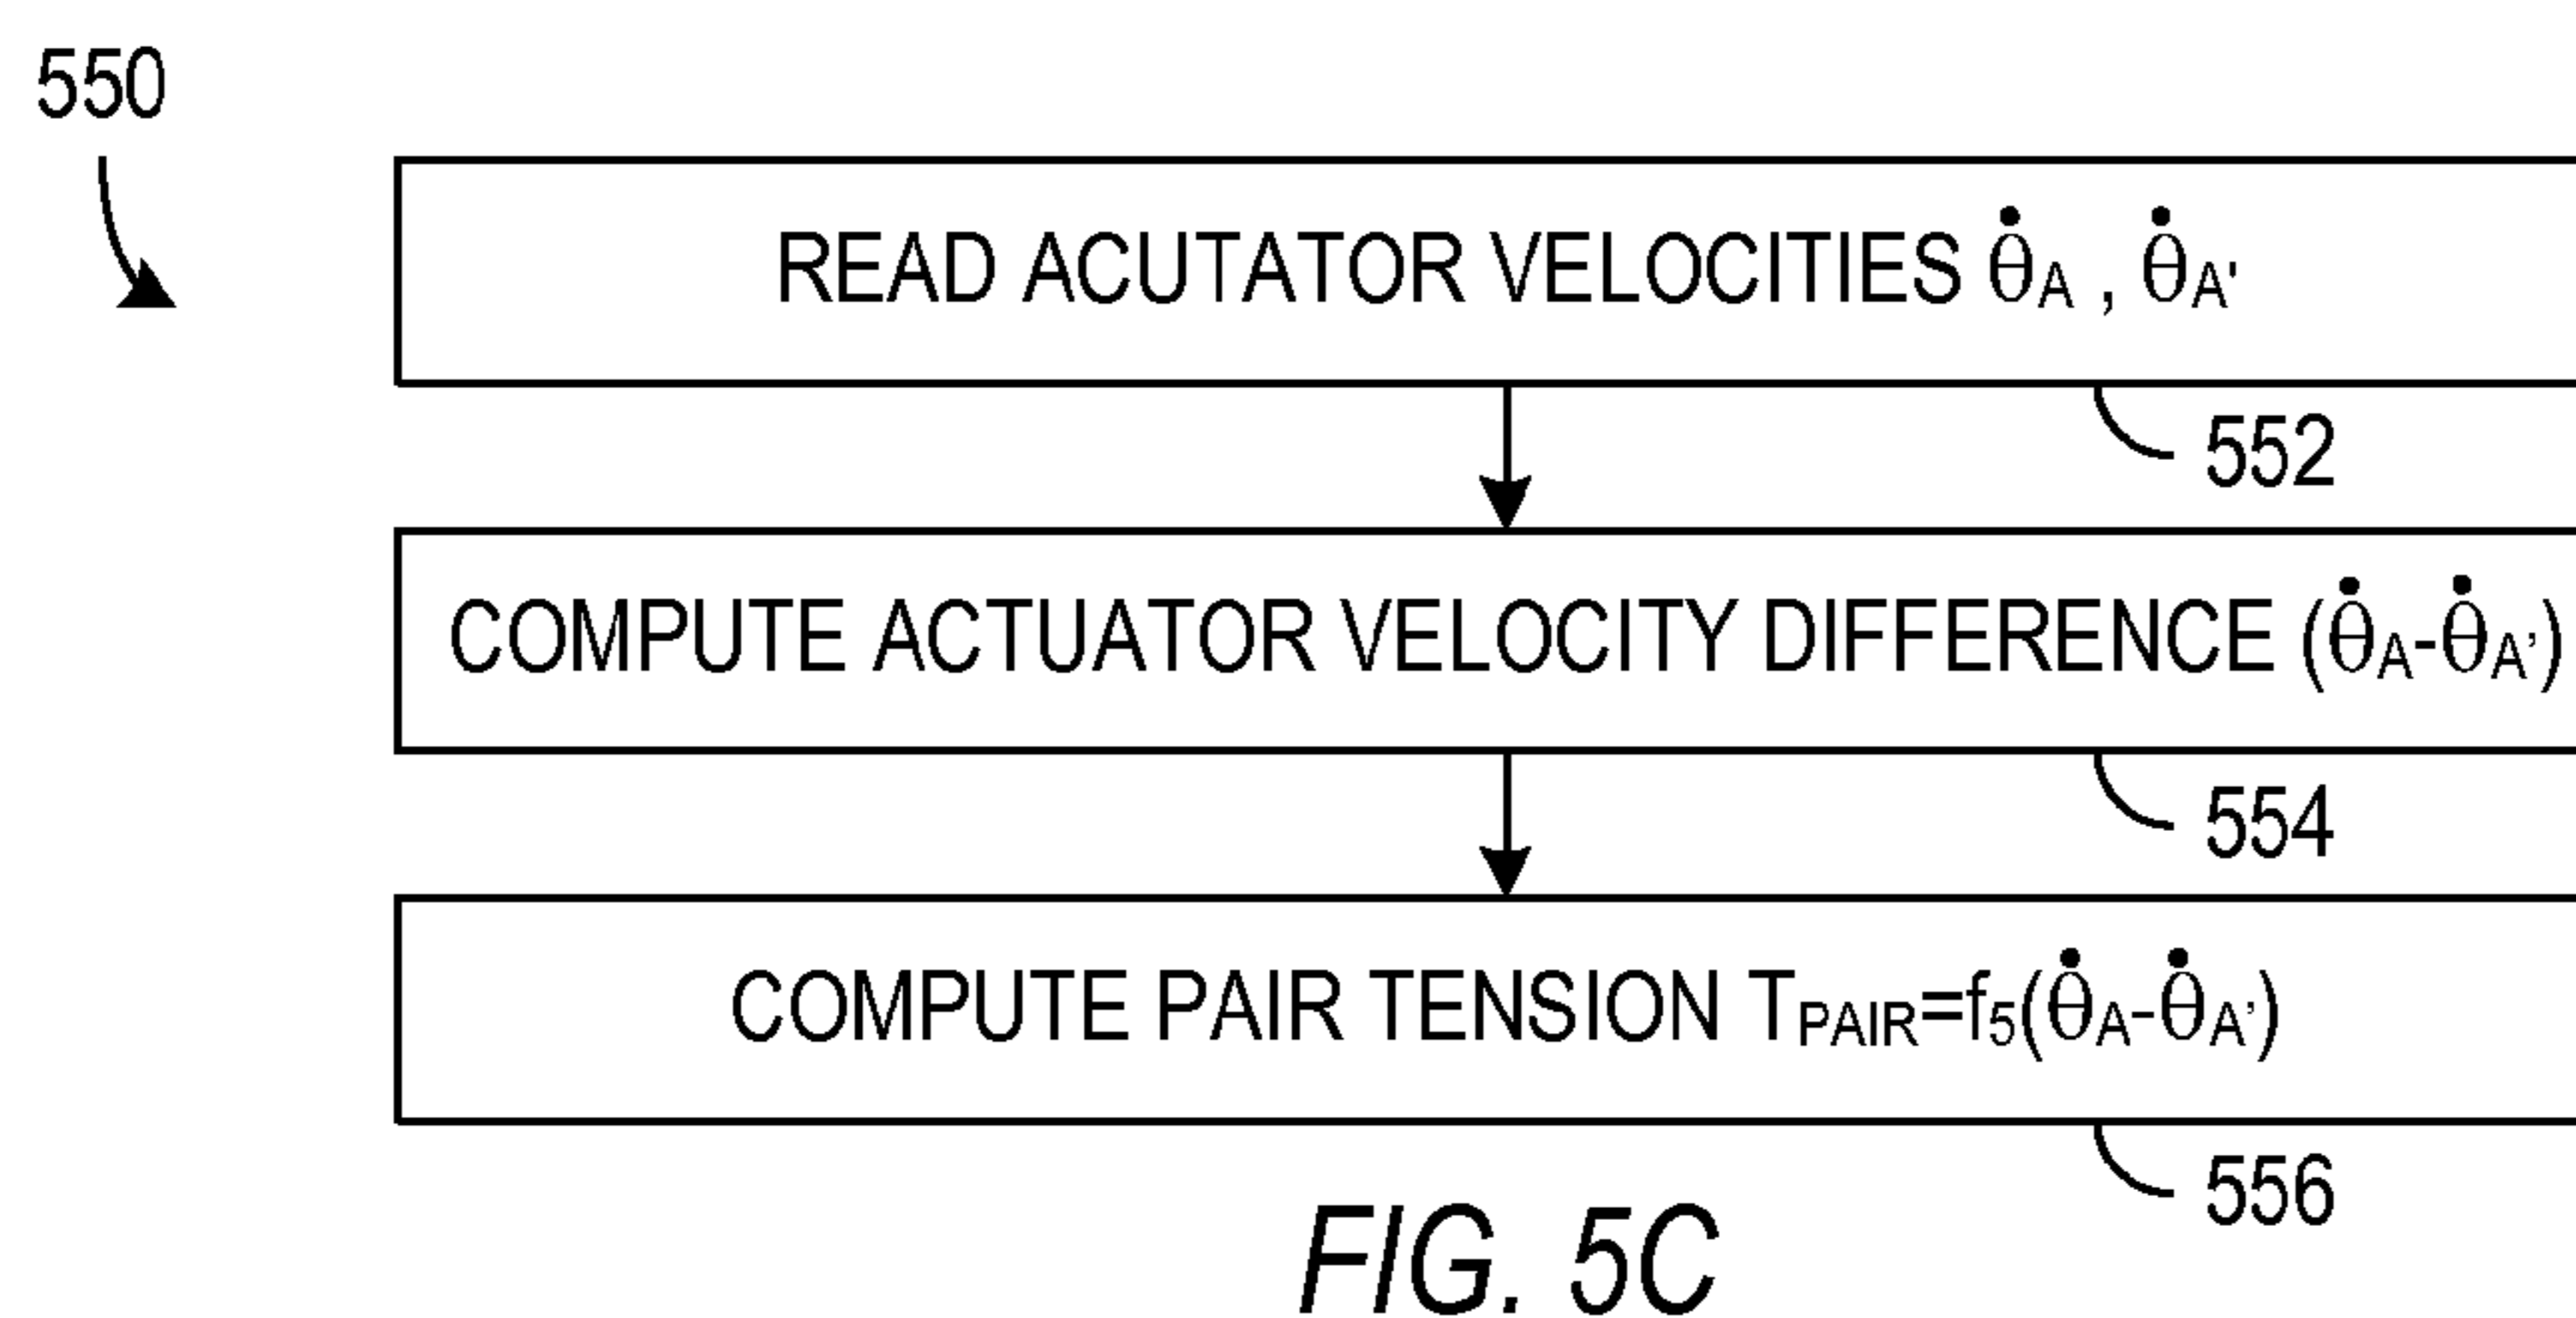 550
READ ACUTATOR VELOCITIES θ̇A , θ̇A'
552
COMPUTE ACTUATOR VELOCITY DIFFERENCE (θ̇A-θ̇A’)
554
COMPUTE PAIR TENSION TPAIR=f5(θ̇A-θ̇A’)
556
FIG. 5C